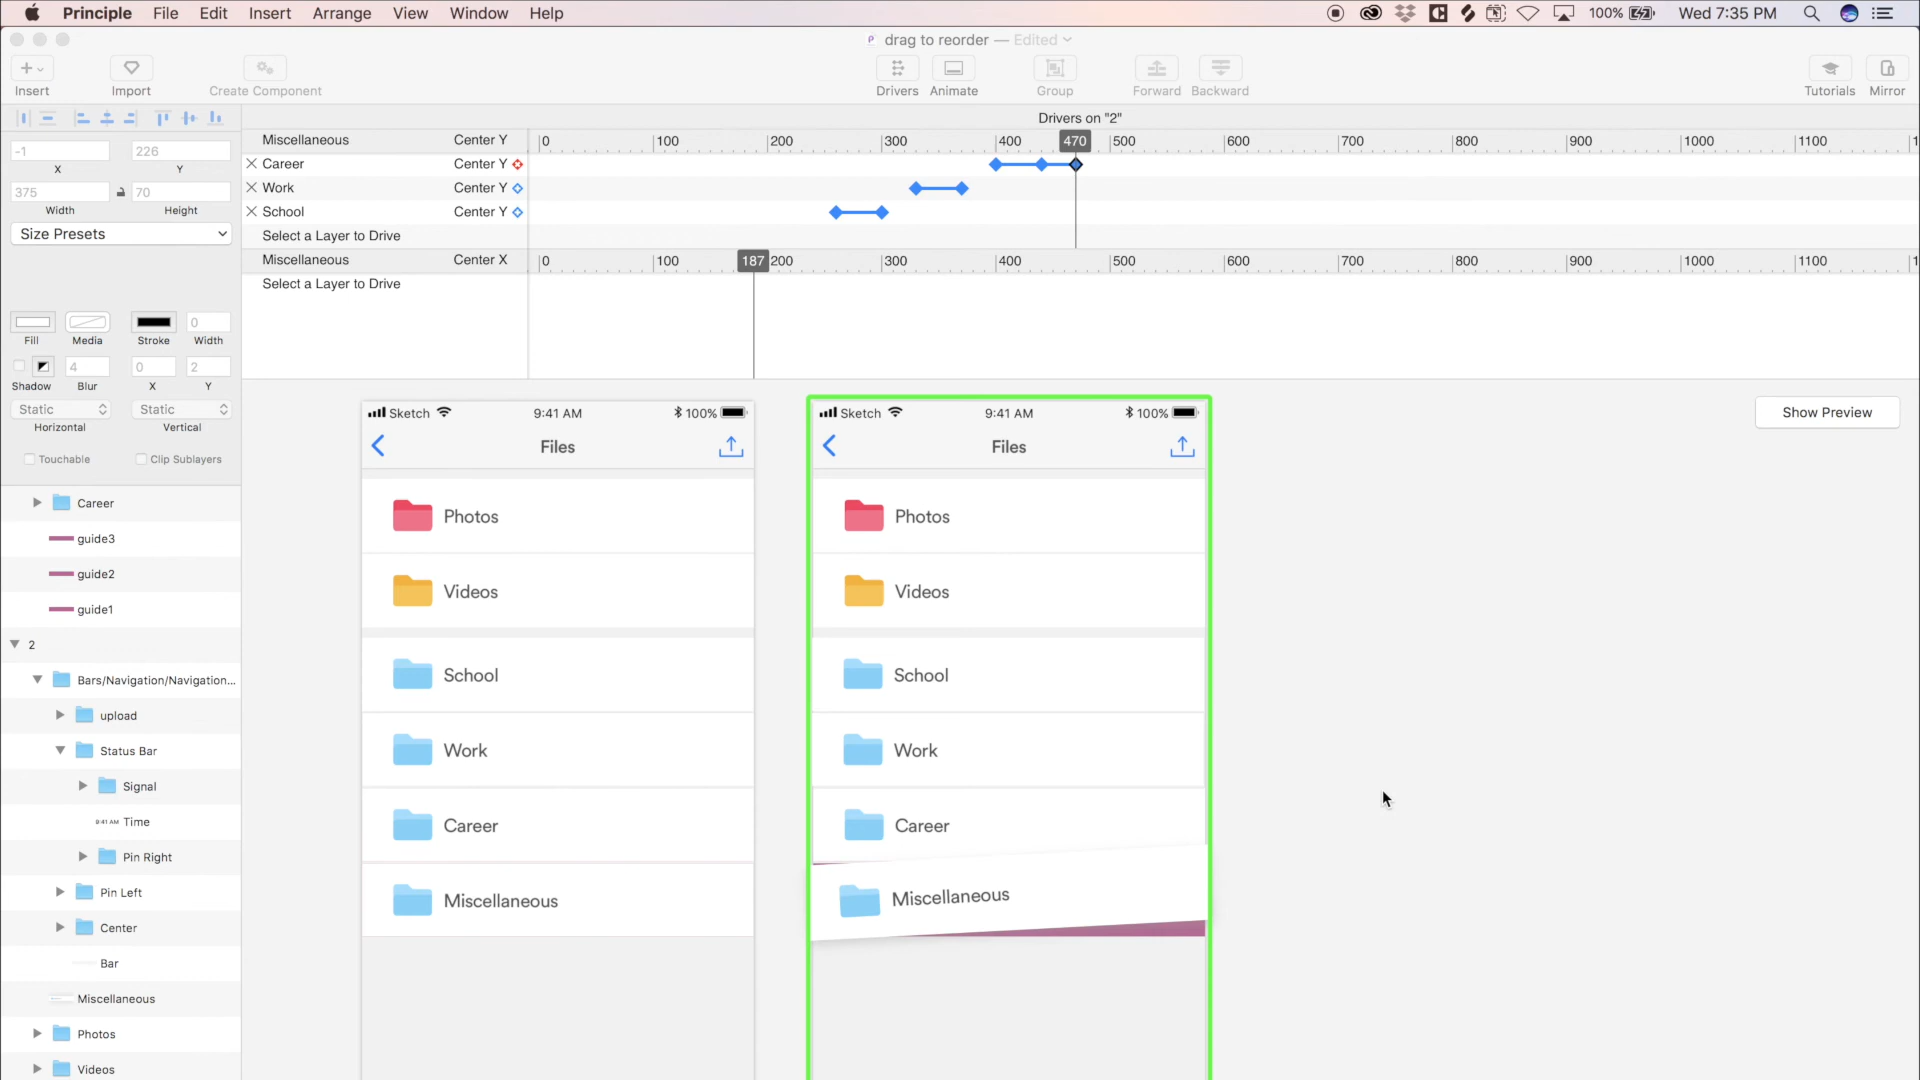 Principle File Edit Insert Arrange View Window Help 100% Wed 7:35 PM
drag to reorder — Edited
Insert Import Create Component Drivers Animate Group Forward Backward Tutorials Mirror
Drivers on "2"
Miscellaneous Center Y 0 100 200 300 400 470 500 600 700 800 900 1000 1100 1
Career Center Y
Work Center Y
School Center Y
Select a Layer to Drive
Miscellaneous Center X 0 100 187 200 300 400 500 600 700 800 900 1000 1100 1
Select a Layer to Drive
-1 226
X Y
375 70
Width Height
Size Presets
0
Fill Media Stroke Width
4 0 2
Shadow Blur X Y
Static Static
Horizontal Vertical
Touchable Clip Sublayers
Career
guide3
guide2
guide1
2
Bars/Navigation/Navigation...
upload
Status Bar
Signal
9:41 AM Time
Pin Right
Pin Left
Center
Bar
Miscellaneous
Photos
Videos
Sketch 9:41 AM 100%
Files
Photos
Videos
School
Work
Career
Miscellaneous
Sketch 9:41 AM 100%
Files
Photos
Videos
School
Work
Career
Miscellaneous
Show Preview